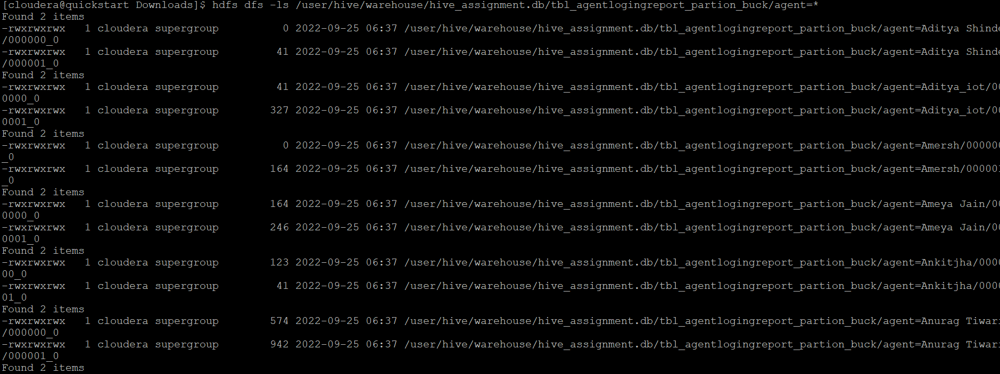 [cloudera@quickstart Downloads]$ hdfs dfs -ls /user/hive/warehouse/hive_assignment.db/tbl_agentlogingreport_partion_buck/agent=*
Found 2 items
-rwxrwxrwx   1 cloudera supergroup          0 2022-09-25 06:37 /user/hive/warehouse/hive_assignment.db/tbl_agentlogingreport_partion_buck/agent=Aditya Shinde
/000000_0
-rwxrwxrwx   1 cloudera supergroup         41 2022-09-25 06:37 /user/hive/warehouse/hive_assignment.db/tbl_agentlogingreport_partion_buck/agent=Aditya Shinde
/000001_0
Found 2 items
-rwxrwxrwx   1 cloudera supergroup         41 2022-09-25 06:37 /user/hive/warehouse/hive_assignment.db/tbl_agentlogingreport_partion_buck/agent=Aditya_iot/00
0000_0
-rwxrwxrwx   1 cloudera supergroup        327 2022-09-25 06:37 /user/hive/warehouse/hive_assignment.db/tbl_agentlogingreport_partion_buck/agent=Aditya_iot/00
0001_0
Found 2 items
-rwxrwxrwx   1 cloudera supergroup          0 2022-09-25 06:37 /user/hive/warehouse/hive_assignment.db/tbl_agentlogingreport_partion_buck/agent=Amersh/000000
_0
-rwxrwxrwx   1 cloudera supergroup        164 2022-09-25 06:37 /user/hive/warehouse/hive_assignment.db/tbl_agentlogingreport_partion_buck/agent=Amersh/000001
_0
Found 2 items
-rwxrwxrwx   1 cloudera supergroup        164 2022-09-25 06:37 /user/hive/warehouse/hive_assignment.db/tbl_agentlogingreport_partion_buck/agent=Ameya Jain/00
0000_0
-rwxrwxrwx   1 cloudera supergroup        246 2022-09-25 06:37 /user/hive/warehouse/hive_assignment.db/tbl_agentlogingreport_partion_buck/agent=Ameya Jain/00
0001_0
Found 2 items
-rwxrwxrwx   1 cloudera supergroup        123 2022-09-25 06:37 /user/hive/warehouse/hive_assignment.db/tbl_agentlogingreport_partion_buck/agent=Ankitjha/0000
00_0
-rwxrwxrwx   1 cloudera supergroup         41 2022-09-25 06:37 /user/hive/warehouse/hive_assignment.db/tbl_agentlogingreport_partion_buck/agent=Ankitjha/0000
01_0
Found 2 items
-rwxrwxrwx   1 cloudera supergroup        574 2022-09-25 06:37 /user/hive/warehouse/hive_assignment.db/tbl_agentlogingreport_partion_buck/agent=Anurag Tiwari
/000000_0
-rwxrwxrwx   1 cloudera supergroup        942 2022-09-25 06:37 /user/hive/warehouse/hive_assignment.db/tbl_agentlogingreport_partion_buck/agent=Anurag Tiwari
/000001_0
Found 2 items